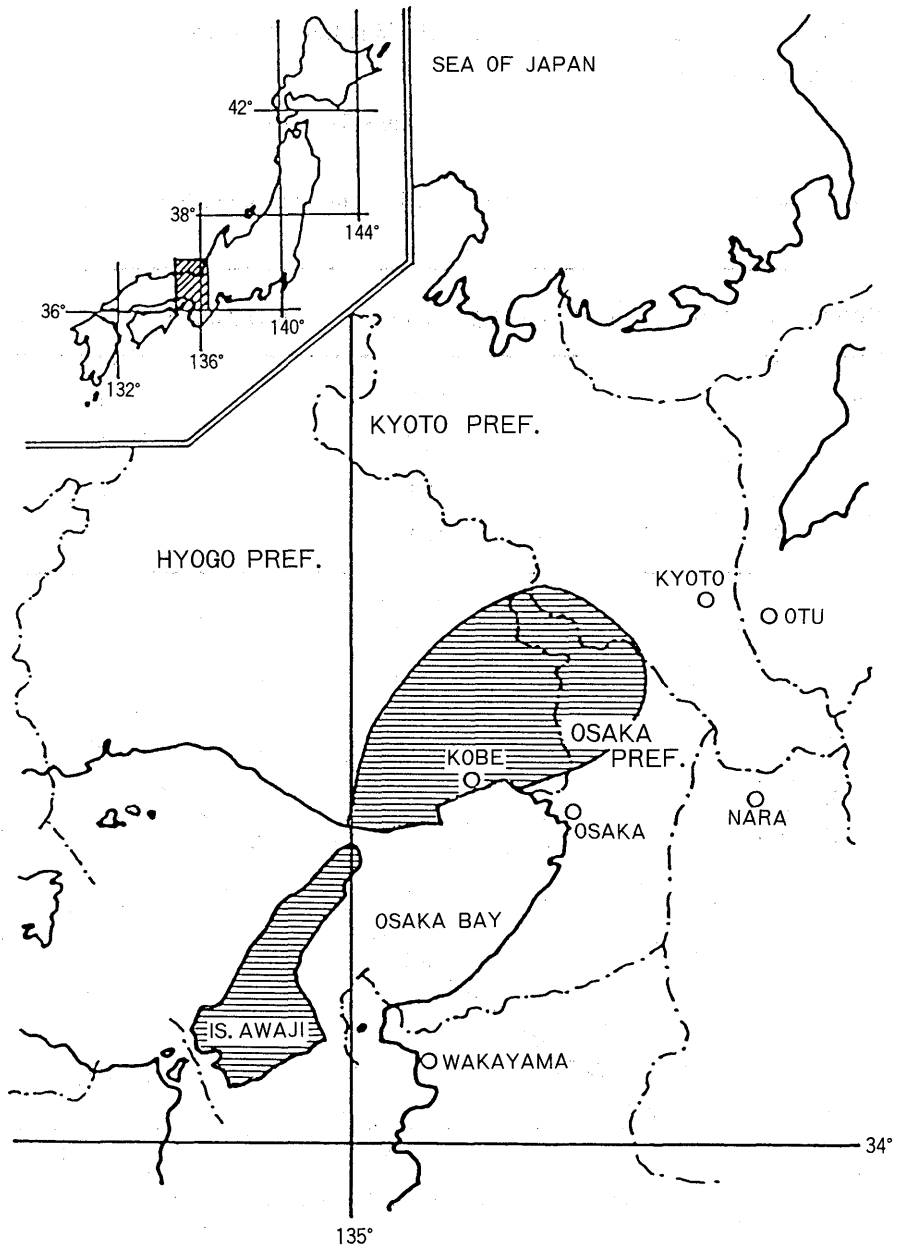 SEA OF JAPAN
42°
38°
144°
36°
140°
136°
132°
KYOTO PREF.
HYOGO PREF.
KYOTO
OTU
OSAKA
PREF.
KOBE
NARA
OSAKA
OSAKA BAY
IS. AWAJI
WAKAYAMA
34°
135°